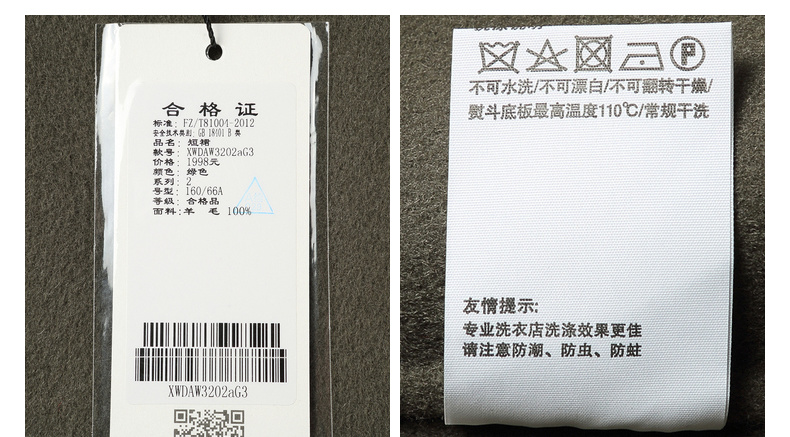 合格证
标准: FZ/T81004-2012
安全技术类别: GB 18401 B 类
品名: 短裙
款号: XWDAW3202aG3
价格: 1998元
颜色: 绿色
系列: 2
号型: 160/66A
等级: 合格品
面料:羊 毛 100%
XWDAW3202aG3
不可水洗/不可漂白/不可翻转干燥/
熨斗底板最高温度110℃/常规干洗
友情提示:
专业洗衣店洗涤效果更佳
请注意防潮、防虫、防蛀